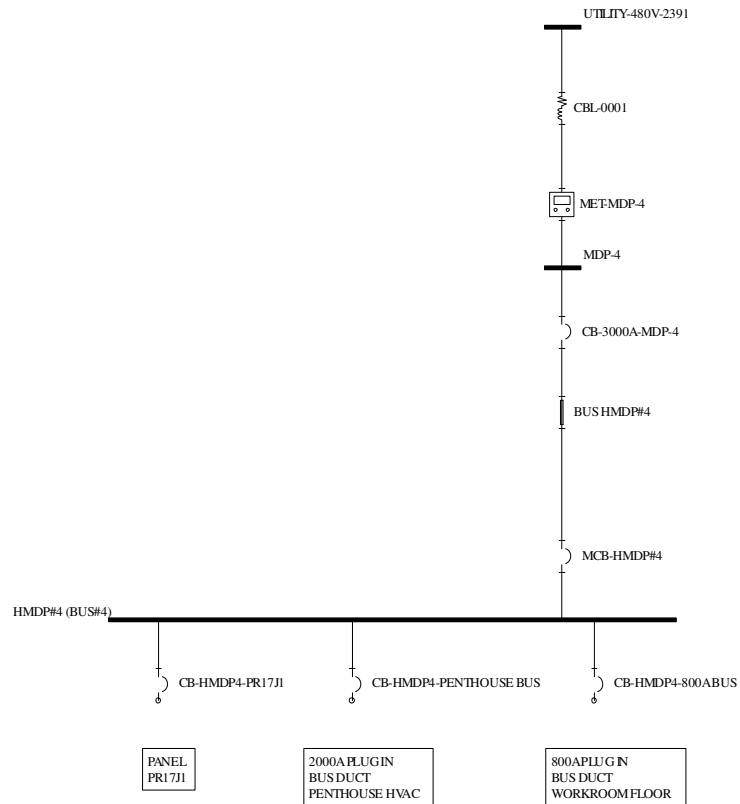 UTILITY-480V-2391
CBL-0001
MET-MDP-4
MDP-4
CB-3000A-MDP-4
BUS HMDP#4
MCB-HMDP#4
HMDP#4 (BUS#4)
CB-HMDP4-PR17J1
CB-HMDP4-PENTHOUSE BUS
CB-HMDP4-800A BUS
PANEL
PR17J1
2000A PLUG IN
BUS DUCT
PENTHOUSE HVAC
800A PLUG IN
BUS DUCT
WORKROOM FLOOR